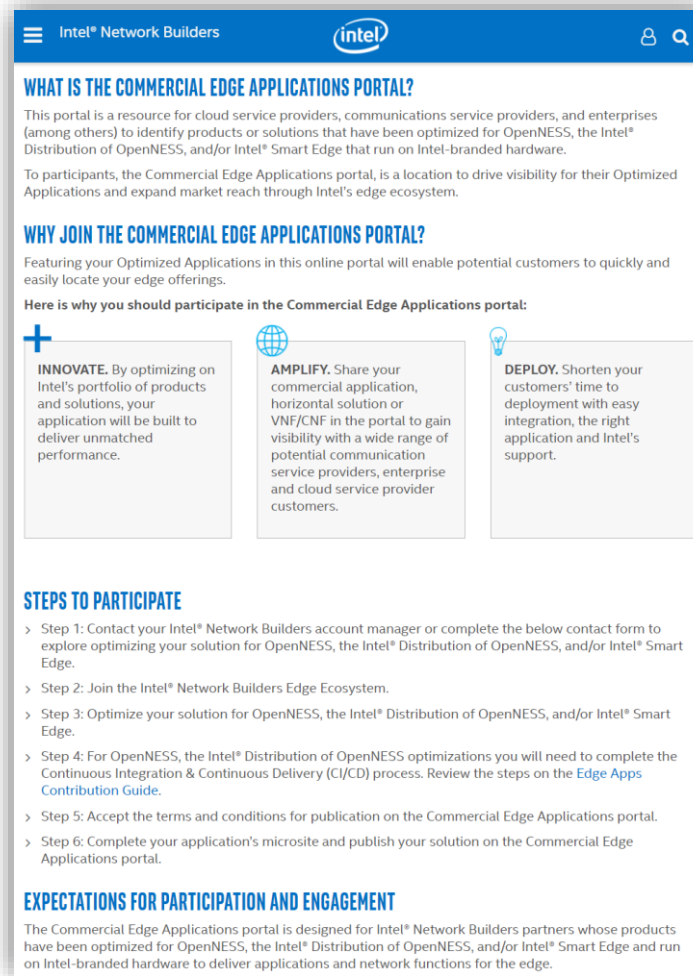 Intel® Network Builders
intel
WHAT IS THE COMMERCIAL EDGE APPLICATIONS PORTAL?
This portal is a resource for cloud service providers, communications service providers, and enterprises
(among others) to identify products or solutions that have been optimized for OpenNESS, the Intel®
Distribution of OpenNESS, and/or Intel® Smart Edge that run on Intel-branded hardware.
To participants, the Commercial Edge Applications portal, is a location to drive visibility for their Optimized
Applications and expand market reach through Intel's edge ecosystem.
WHY JOIN THE COMMERCIAL EDGE APPLICATIONS PORTAL?
Featuring your Optimized Applications in this online portal will enable potential customers to quickly and
easily locate your edge offerings.
Here is why you should participate in the Commercial Edge Applications portal:
INNOVATE. By optimizing on
Intel's portfolio of products
and solutions, your
application will be built to
deliver unmatched
performance.
AMPLIFY. Share your
commercial application,
horizontal solution or
VNF/CNF in the portal to gain
visibility with a wide range of
potential communication
service providers, enterprise
and cloud service provider
customers.
DEPLOY. Shorten your
customers' time to
deployment with easy
integration, the right
application and Intel's
support.
STEPS TO PARTICIPATE
> Step 1: Contact your Intel® Network Builders account manager or complete the below contact form to
explore optimizing your solution for OpenNESS, the Intel® Distribution of OpenNESS, and/or Intel® Smart
Edge.
> Step 2: Join the Intel® Network Builders Edge Ecosystem.
> Step 3: Optimize your solution for OpenNESS, the Intel® Distribution of OpenNESS, and/or Intel® Smart
Edge.
> Step 4: For OpenNESS, the Intel® Distribution of OpenNESS optimizations you will need to complete the
Continuous Integration & Continuous Delivery (CI/CD) process. Review the steps on the Edge Apps
Contribution Guide.
> Step 5: Accept the terms and conditions for publication on the Commercial Edge Applications portal.
> Step 6: Complete your application's microsite and publish your solution on the Commercial Edge
Applications portal.
EXPECTATIONS FOR PARTICIPATION AND ENGAGEMENT
The Commercial Edge Applications portal is designed for Intel® Network Builders partners whose products
have been optimized for OpenNESS, the Intel® Distribution of OpenNESS, and/or Intel® Smart Edge and run
on Intel-branded hardware to deliver applications and network functions for the edge.